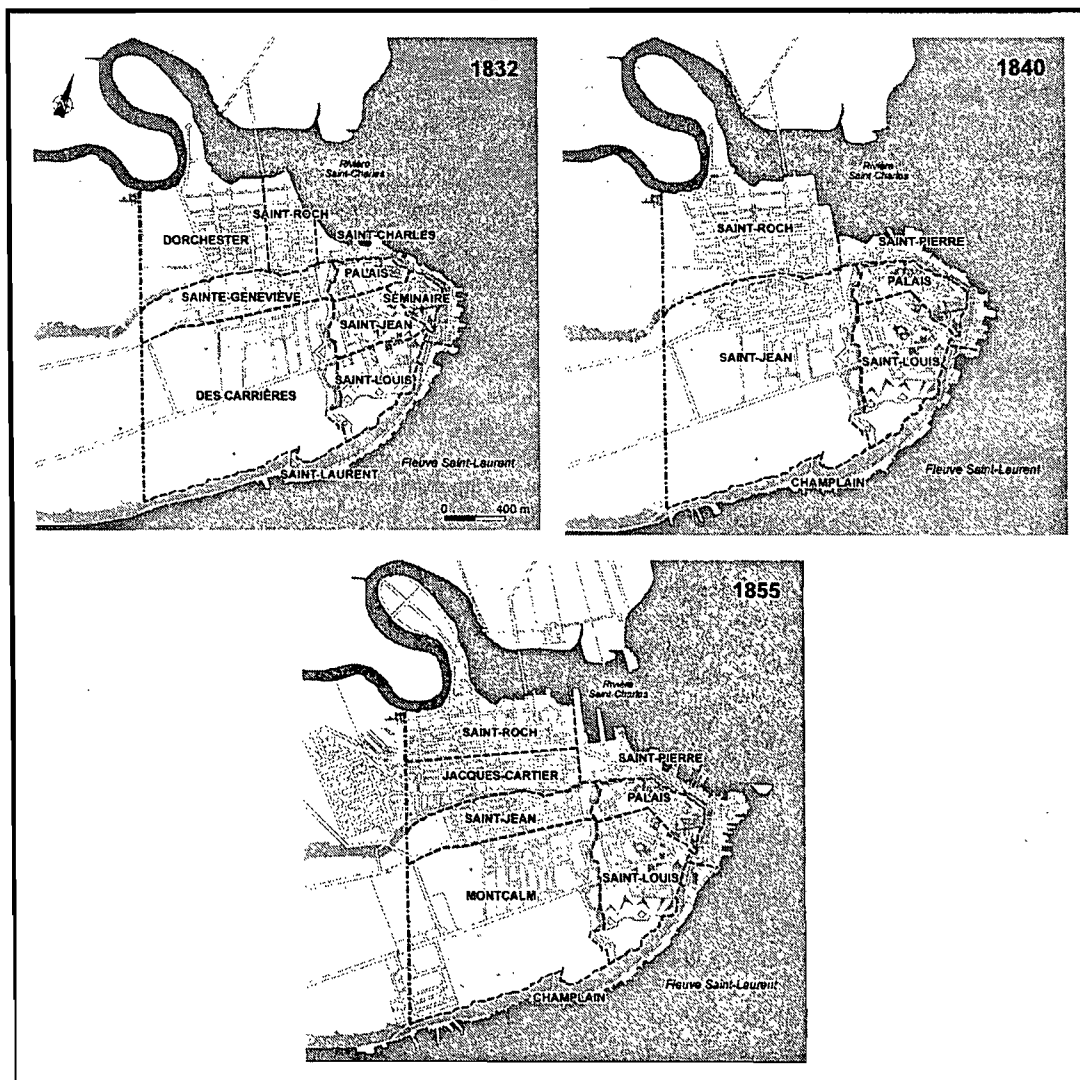 1832
Rivière
Saint-Charles
SAINT-ROCH
DORCHESTER
SAINT-CHARLES
PALAIS
SAINTE-GENEVIÈVE
SÉMINAIRE
SAINT-JEAN
SAINT-LOUIS
DES CARRIÈRES
Fleuve Saint-Laurent
SAINT-LAURENT
0 400 m
1840
Rivière
Saint-Charles
SAINT-ROCH
SAINT-PIERRE
PALAIS
SAINT-JEAN
SAINT-LOUIS
Fleuve Saint-Laurent
CHAMPLAIN
1855
Rivière
Saint-Charles
SAINT-ROCH
SAINT-PIERRE
JACQUES-CARTIER
PALAIS
SAINT-JEAN
SAINT-LOUIS
MONTCALM
Fleuve Saint-Laurent
CHAMPLAIN